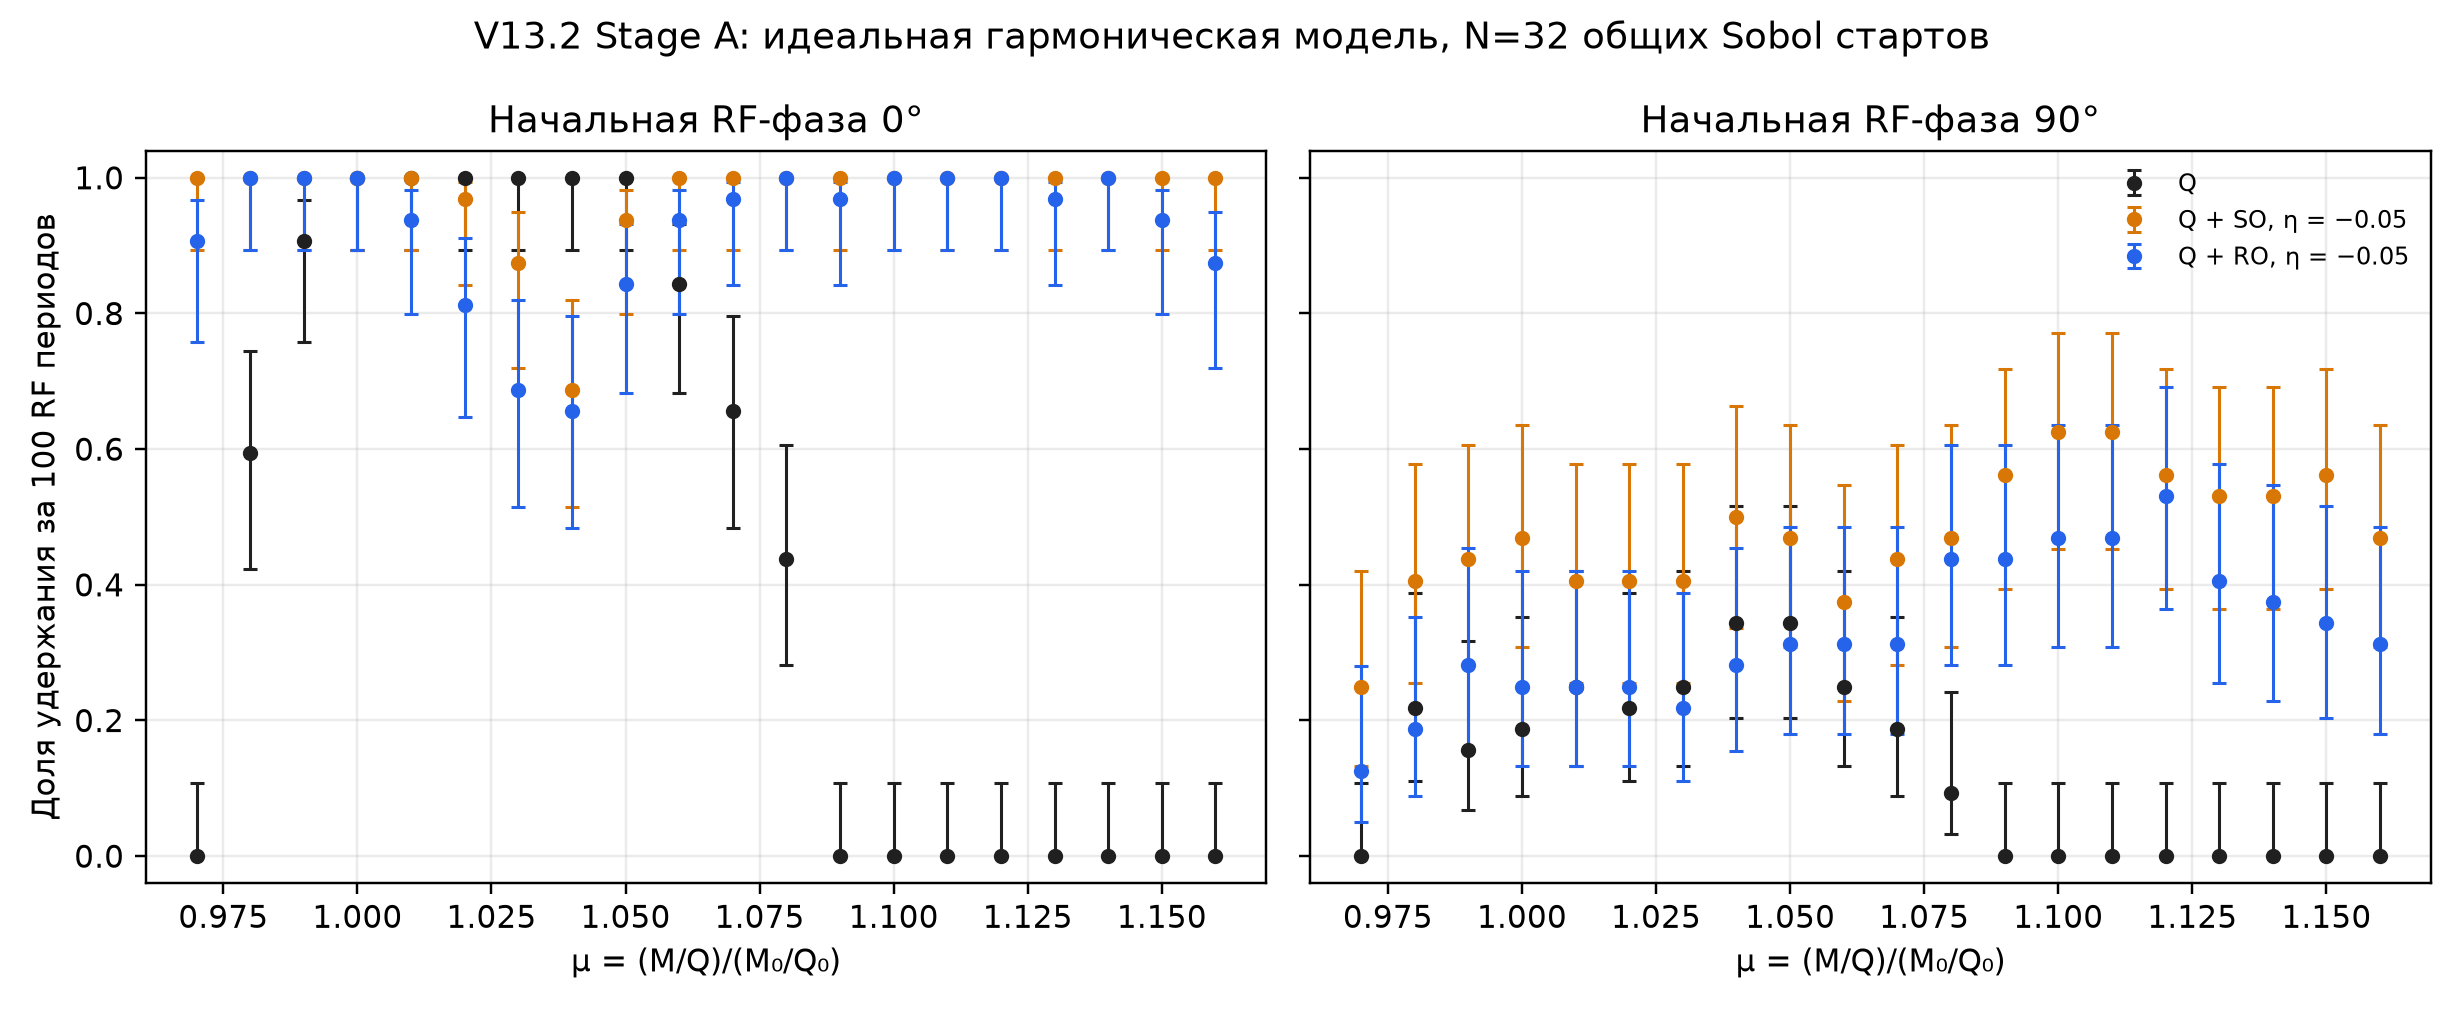 V13.2 Stage A: идеальная гармоническая модель, N=32 общих Sobol стартов
Начальная RF-фаза 0°
Начальная RF-фаза 90°
Доля удержания за 100 RF периодов
1.0
0.8
0.6
0.4
0.2
0.0
Q
Q + SO, η = −0.05
Q + RO, η = −0.05
0.975 1.000 1.025 1.050 1.075 1.100 1.125 1.150
0.975 1.000 1.025 1.050 1.075 1.100 1.125 1.150
μ = (M/Q)/(M₀/Q₀)
μ = (M/Q)/(M₀/Q₀)